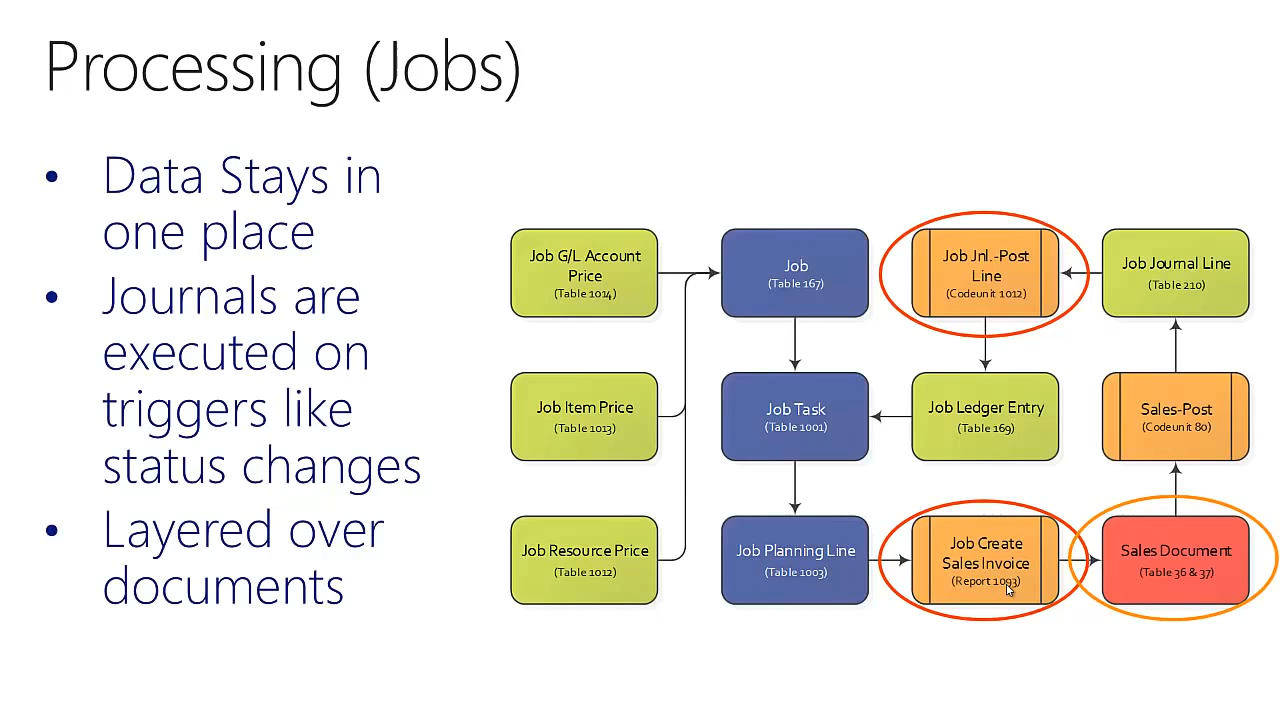 Processing (Jobs)
• Data Stays in
one place
• Journals are
executed on
triggers like
status changes
• Layered over
documents
Job G/L Account
Price
(Table 1014)
Job
(Table 167)
Job Jnl.-Post
Line
(Codeunit 1012)
Job Journal Line
(Table 210)
Job Item Price
(Table 1013)
Job Task
(Table 1001)
Job Ledger Entry
(Table 169)
Sales-Post
(Codeunit 80)
Job Resource Price
(Table 1012)
Job Planning Line
(Table 1003)
Job Create
Sales Invoice
(Report 1093)
Sales Document
(Table 36 & 37)